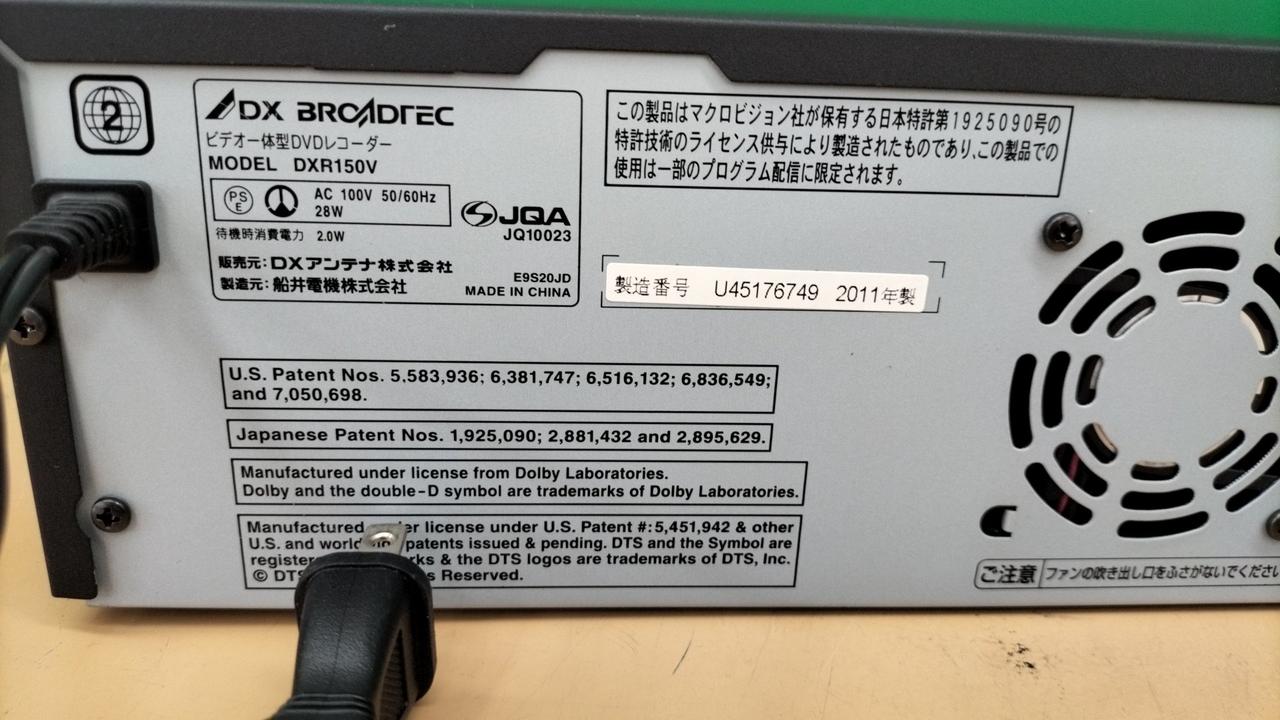 2
DX BROADTEC
ビデオ一体型DVDレコーダー
MODEL DXR150V
PS E
AC 100V 50/60Hz
28W
待機時消費電力 2.0W
JQA
JQ10023
販売元:DXアンテナ株式会社
製造元:船井電機株式会社
E9S20JD
MADE IN CHINA
この製品はマクロビジョン社が保有する日本特許第1925090号の
特許技術のライセンス供与により製造されたものであり、この製品での
使用は一部のプログラム配信に限定されます。
製造番号 U45176749 2011年製
U.S. Patent Nos. 5,583,936; 6,381,747; 6,516,132; 6,836,549;
and 7,050,698.
Japanese Patent Nos. 1,925,090; 2,881,432 and 2,895,629.
Manufactured under license from Dolby Laboratories.
Dolby and the double-D symbol are trademarks of Dolby Laboratories.
Manufactured license under U.S. Patent #:5,451,942 & other
U.S. and patents issued & pending. DTS and the Symbol are
& the DTS logos are trademarks of DTS, Inc.
© DTS Reserved.
ご注意 ファンの吹き出し口をふさがないでください